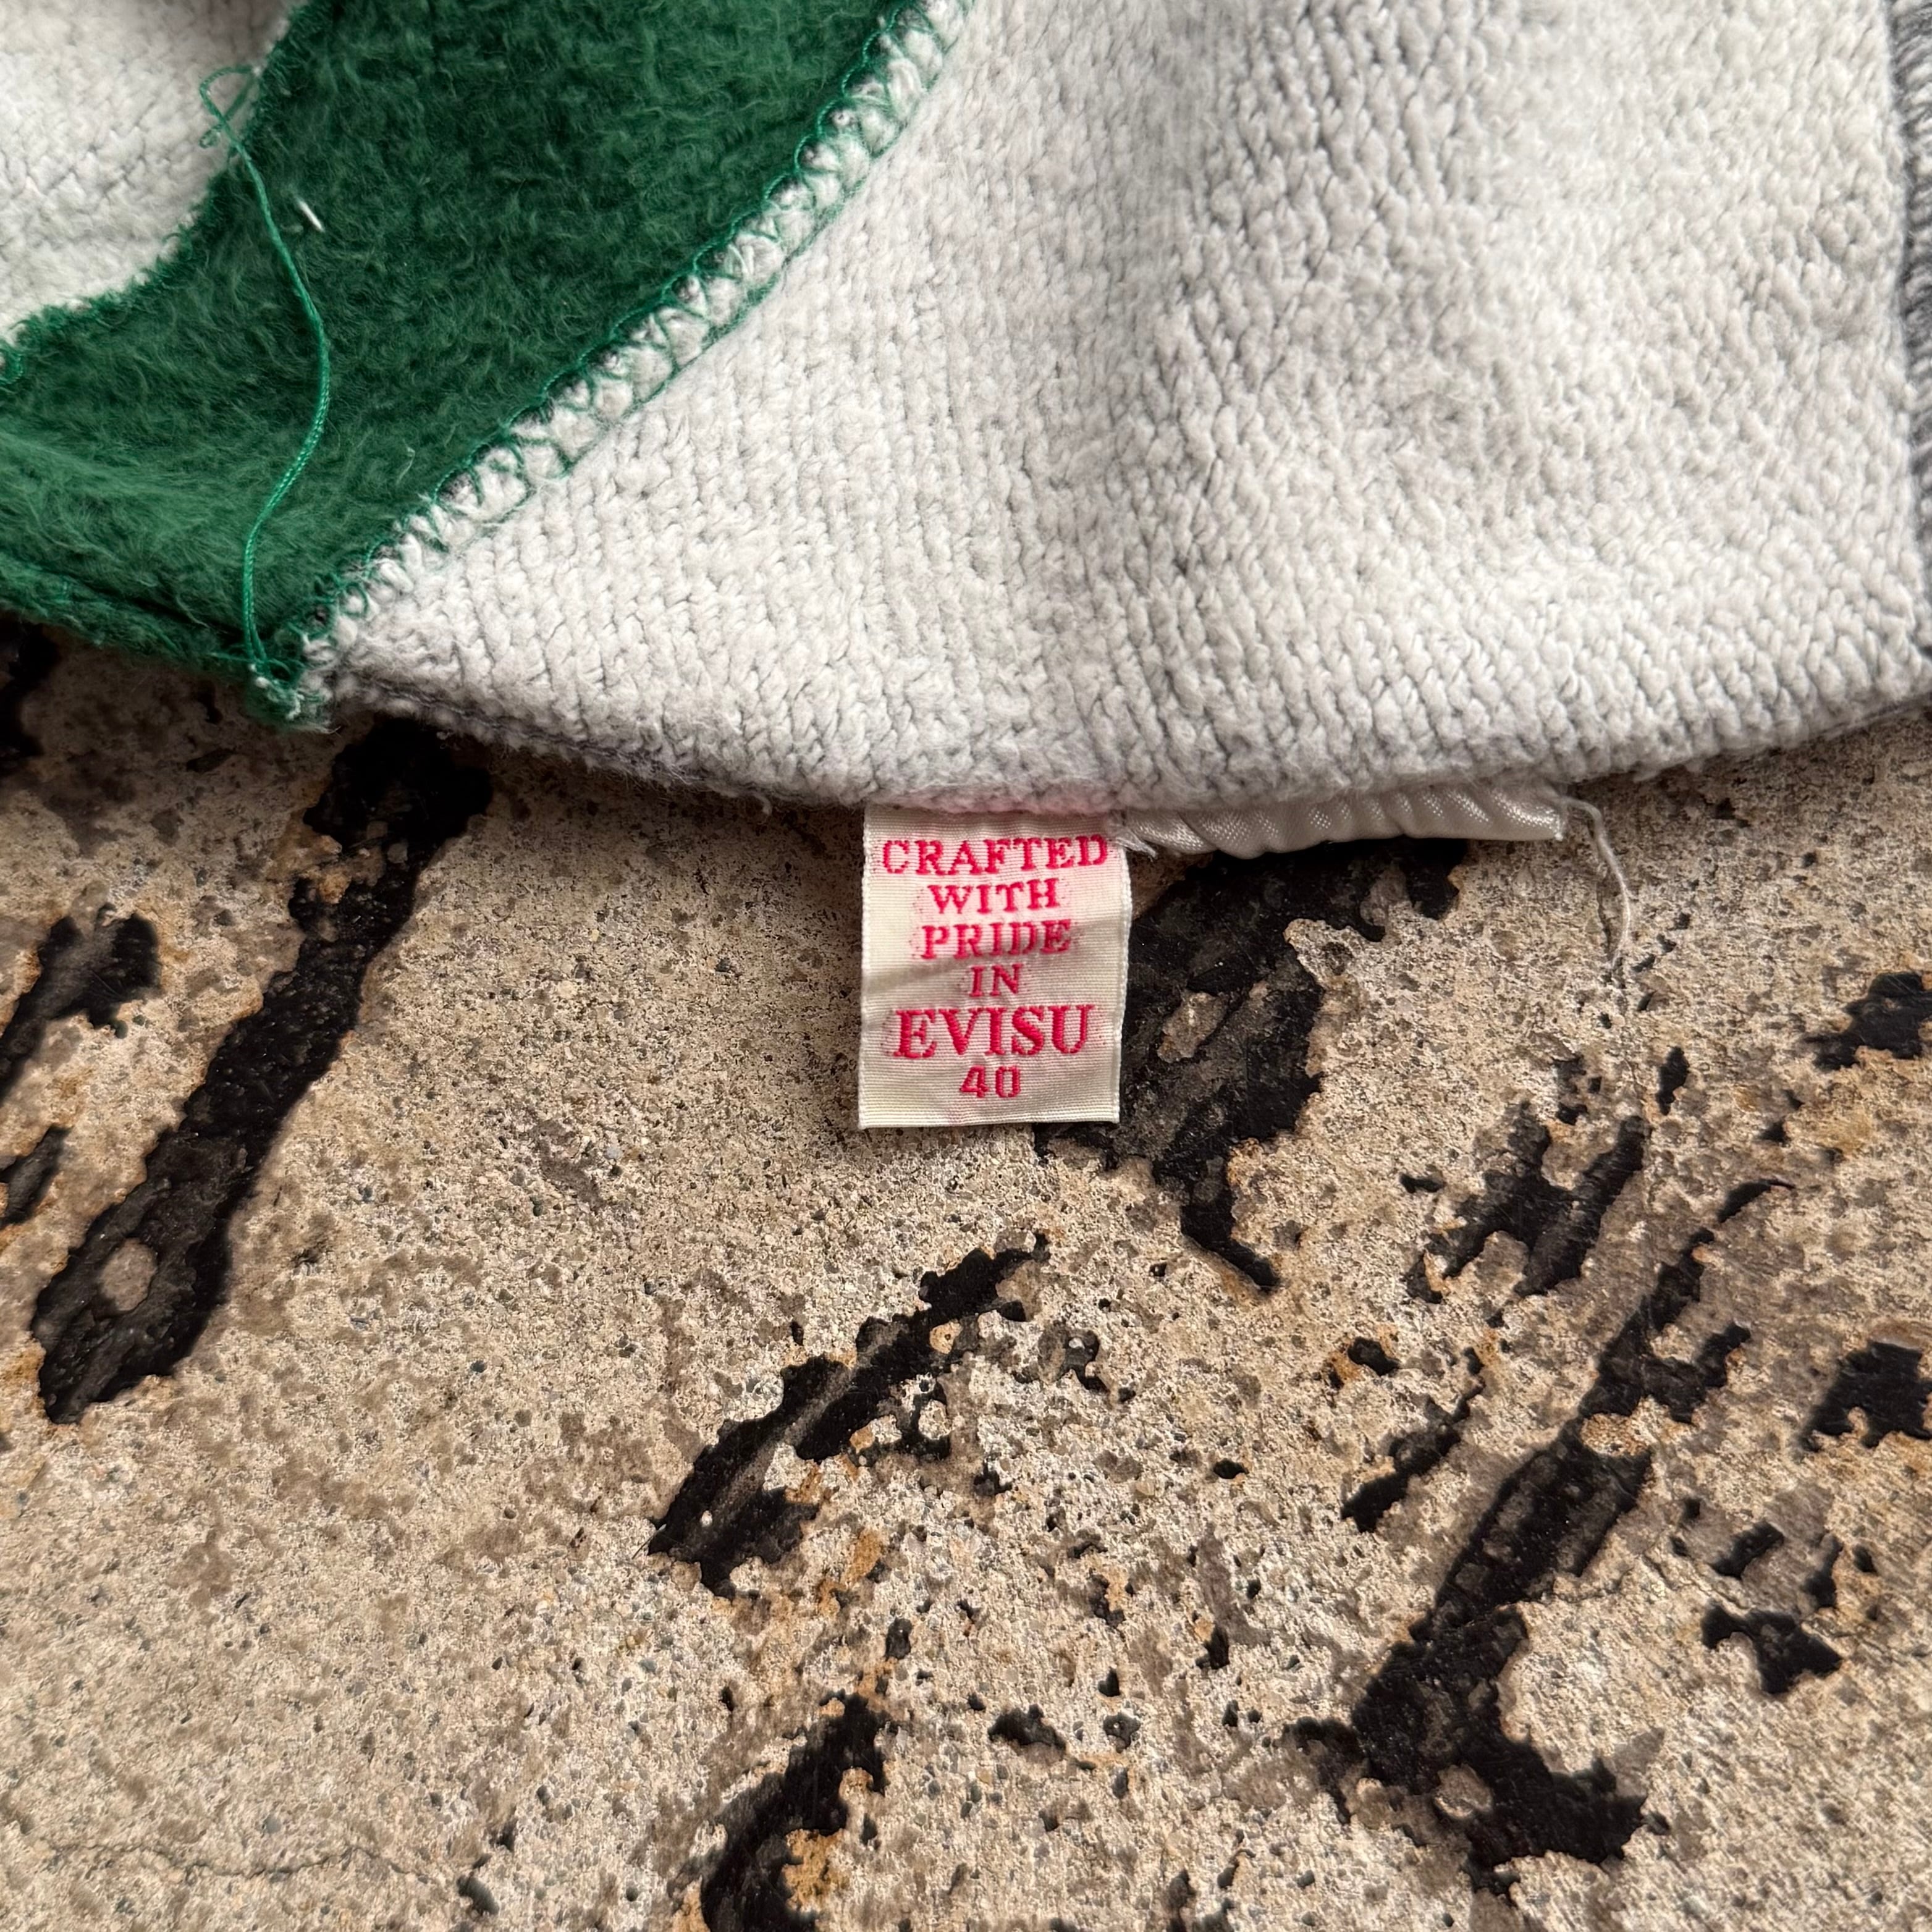 CRAFTED
WITH
PRIDE
IN
EVISU
40